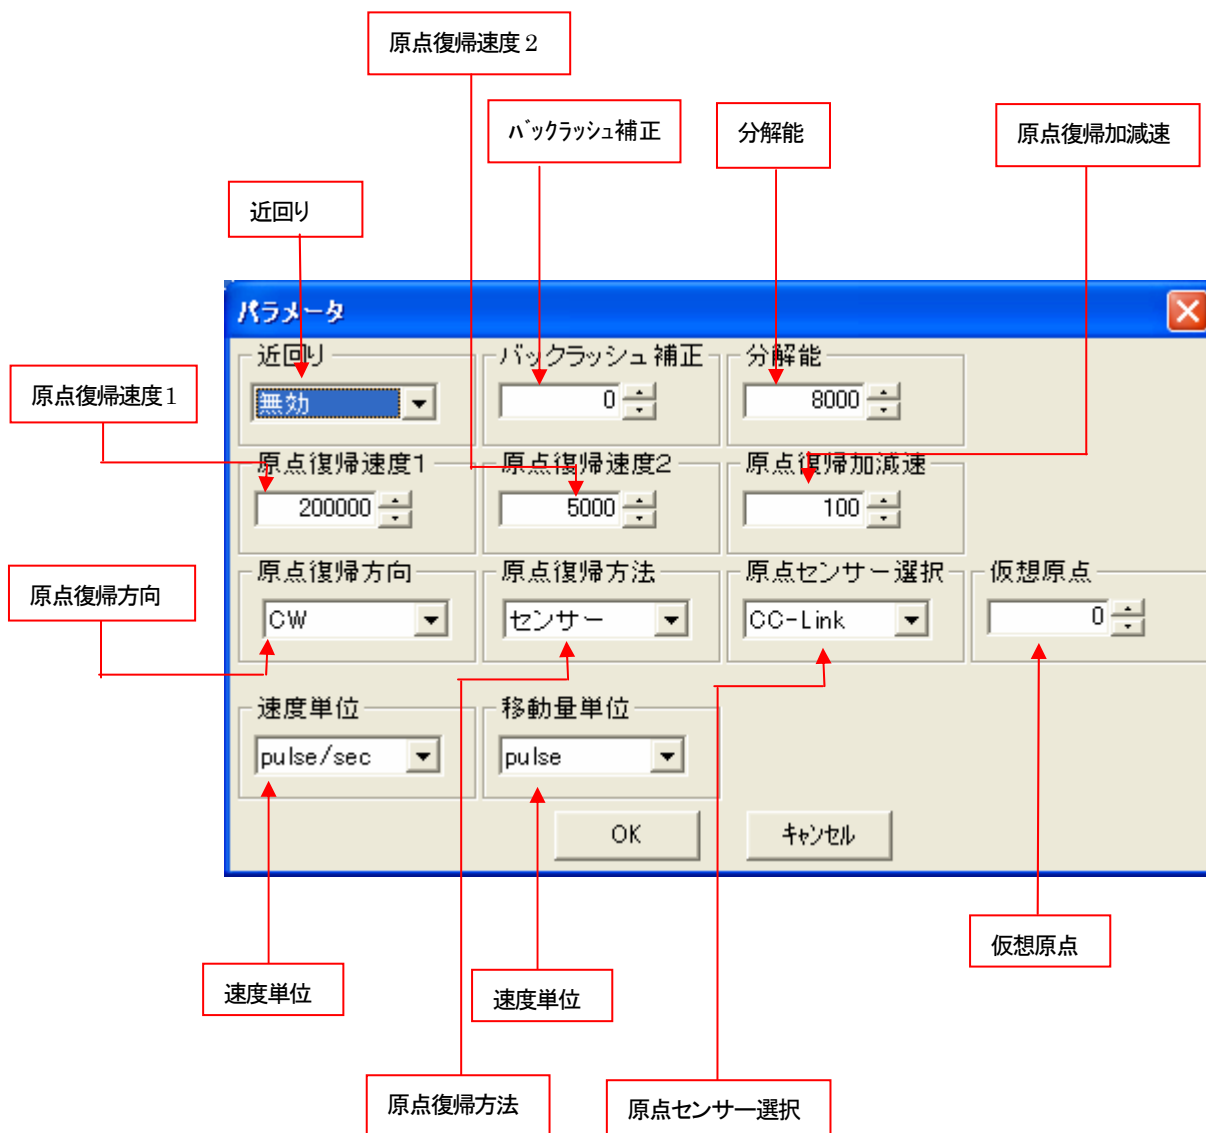 原点復帰速度2
ﾊﾞックラッシュ補正
分解能
原点復帰加減速
近回り
パラメータ
近回り
バックラッシュ補正
分解能
原点復帰速度1
無効
0
8000
原点復帰速度1
原点復帰速度2
原点復帰加減速
200000
5000
100
原点復帰方向
原点復帰方法
原点センサー選択
仮想原点
原点復帰方向
CW
センサー
CC-Link
0
速度単位
移動量単位
pulse/sec
pulse
OK
キャンセル
仮想原点
速度単位
速度単位
原点復帰方法
原点センサー選択